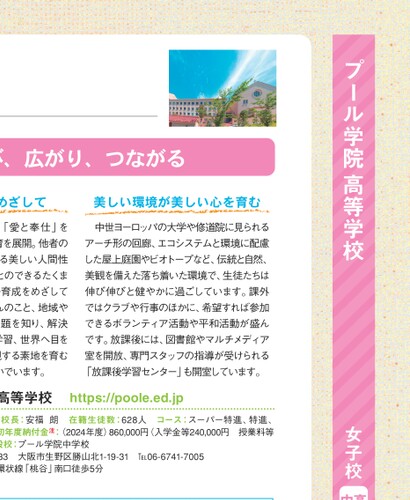 が、広がり、つながる
めざして
「愛と奉仕」を
育を展開。他者の
る美しい人間性
とのできるたくま
育成をめざして
んのこと、地域や
題を知り、解決
学習、世界へ目を
する素地を育む
いでいます。
美しい環境が美しい心を育む
中世ヨーロッパの大学や修道院に見られる
アーチ形の回廊、エコシステムと環境に配慮
した屋上庭園やビオトープなど、伝統と自然、
美観を備えた落ち着いた環境で、生徒たちは
伸び伸びと健やかに過ごしています。課外
ではクラブや行事のほかに、希望すれば参加
できるボランティア活動や平和活動が盛ん
です。放課後には、図書館やマルチメディア
室を開放、専門スタッフの指導が受けられる
「放課後学習センター」も開室しています。
高等学校 https://poole.ed.jp
校長：安福 朗 在籍生徒数：628人 コース：スーパー特進、特進、
初年度納付金注：（2024年度）860,000円（入学金等240,000円 授業料等
設校：プール学院中学校
33 大阪市生野区勝山北1-19-31 TEL06-6741-7005
環状線「桃谷」南口徒歩5分
プール学院高等学校
女子校
中高